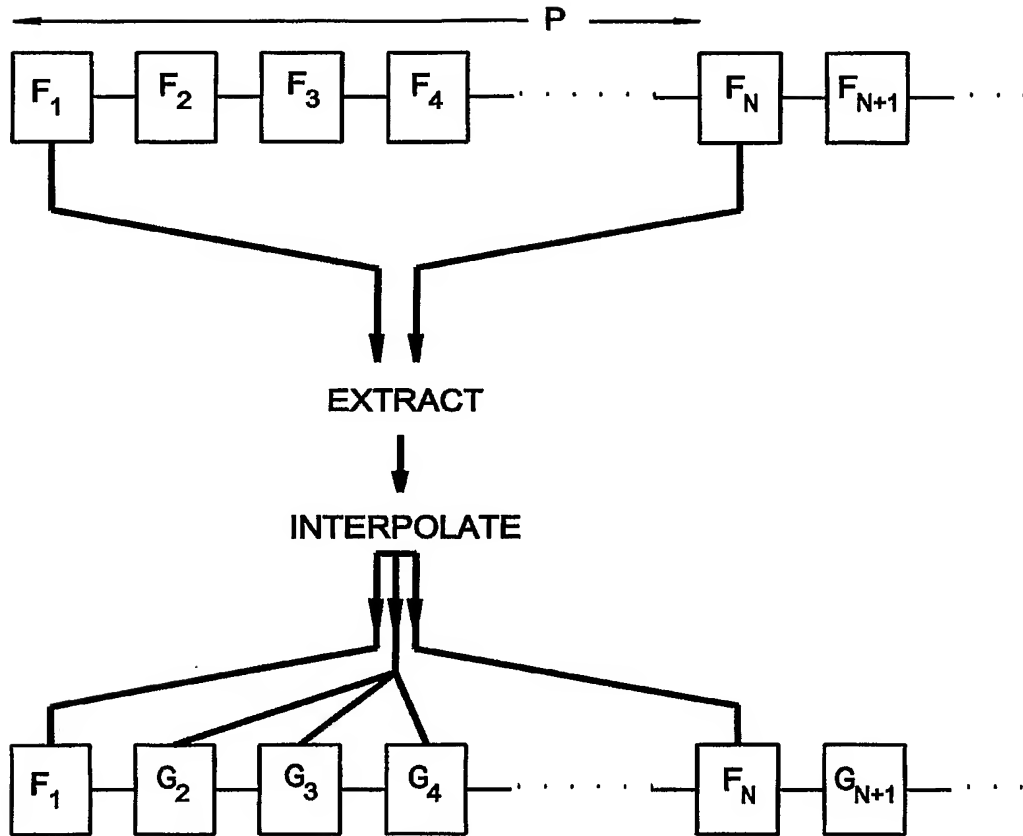 P
F1 F2 F3 F4 . . . . . . FN FN+1 . . . .
EXTRACT
INTERPOLATE
F1 G2 G3 G4 . . . . . . FN GN+1 . . . .